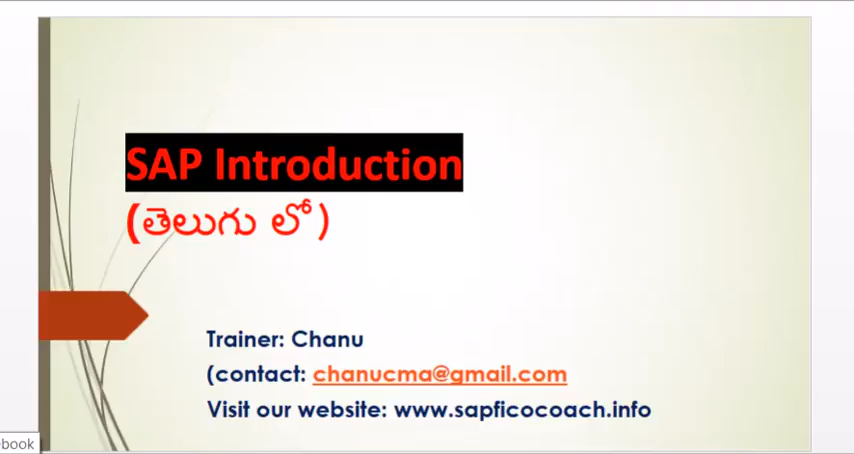 SAP Introduction
(తెలుగు లో)
Trainer: Chanu
(contact: chanucma@gmail.com
Visit our website: www.sapficocoach.info
book